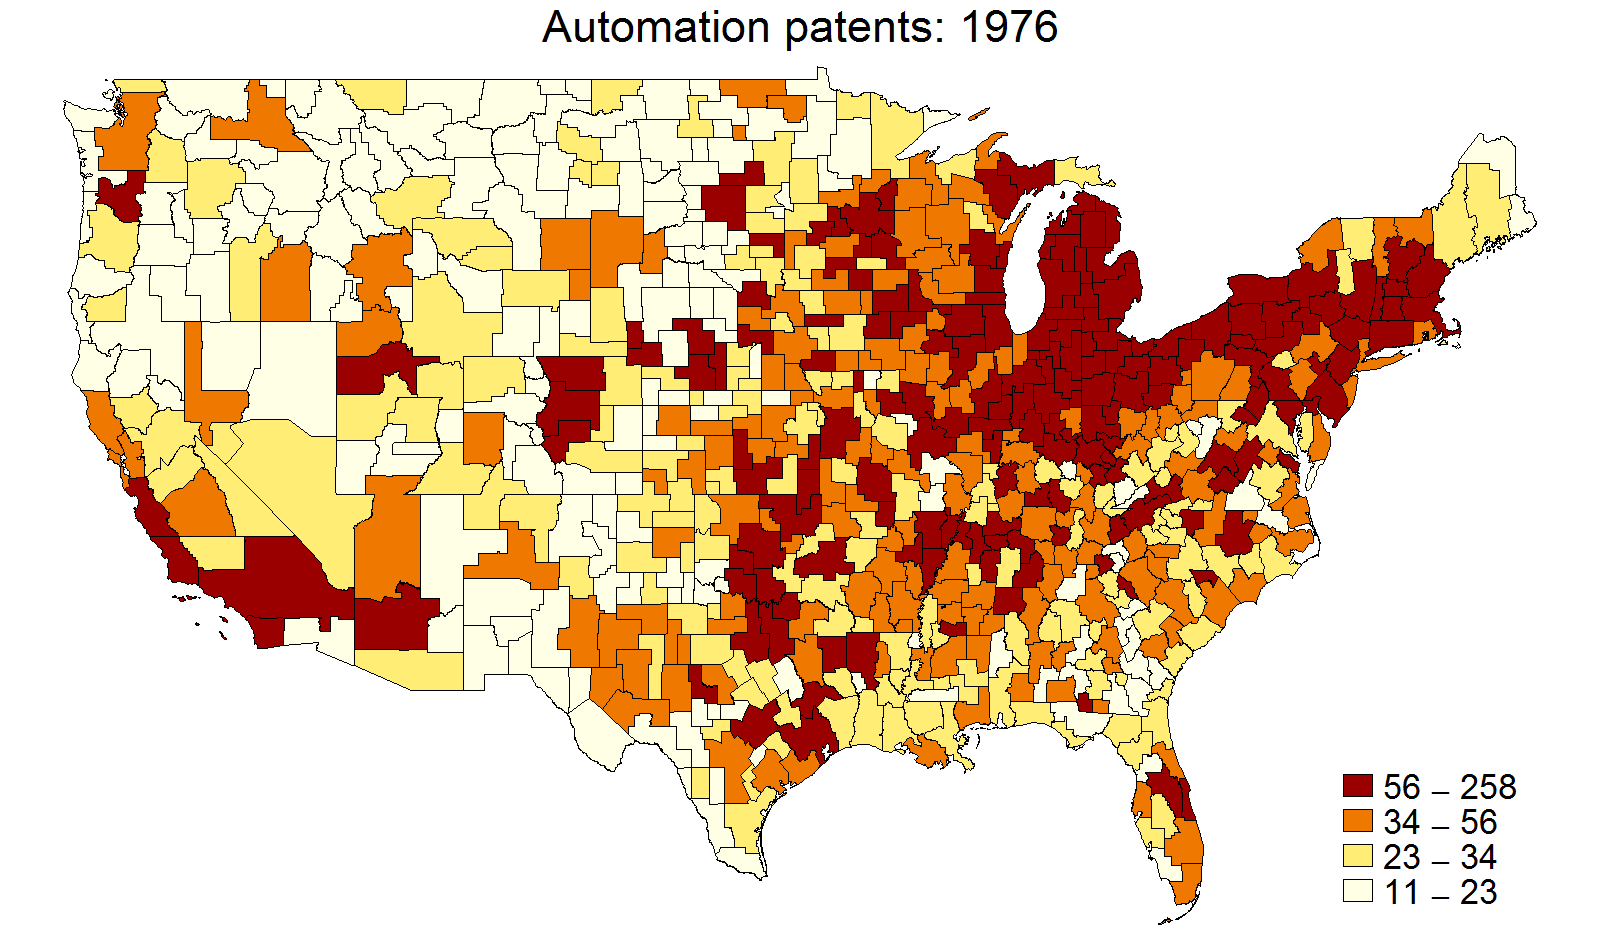 Automation patents: 1976
56 – 258
34 – 56
23 – 34
11 – 23